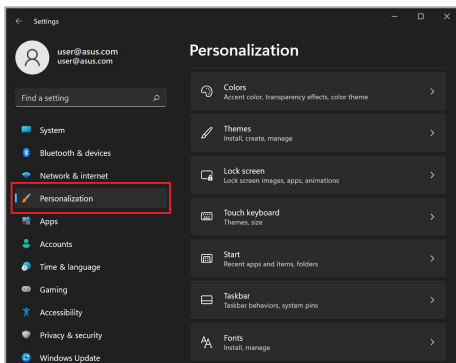 Settings
user@asus.com
user@asus.com
Find a setting
System
Bluetooth & devices
Network & internet
Personalization
Apps
Accounts
Time & language
Gaming
Accessibility
Privacy & security
Windows Update
Personalization
Colors
Accent color, transparency effects, color theme
Themes
Install, create, manage
Lock screen
Lock screen images, apps, animations
Touch keyboard
Themes, size
Start
Recent apps and items, folders
Taskbar
Taskbar behaviors, system pins
Fonts
Install, manage